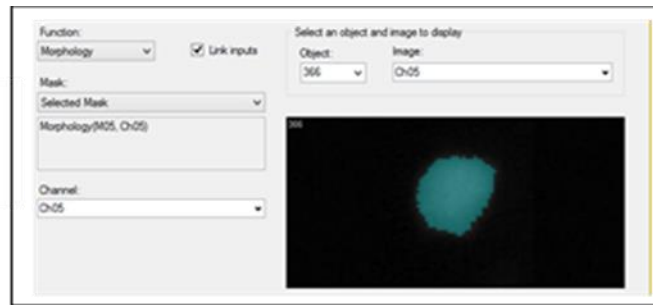 Function:
Morphology
Link inputs
Mask:
Selected Mask
Morphology(M05, Ch05)
Channel:
Ch05
Select an object and image to display
Object:
Image:
366
Ch05
366